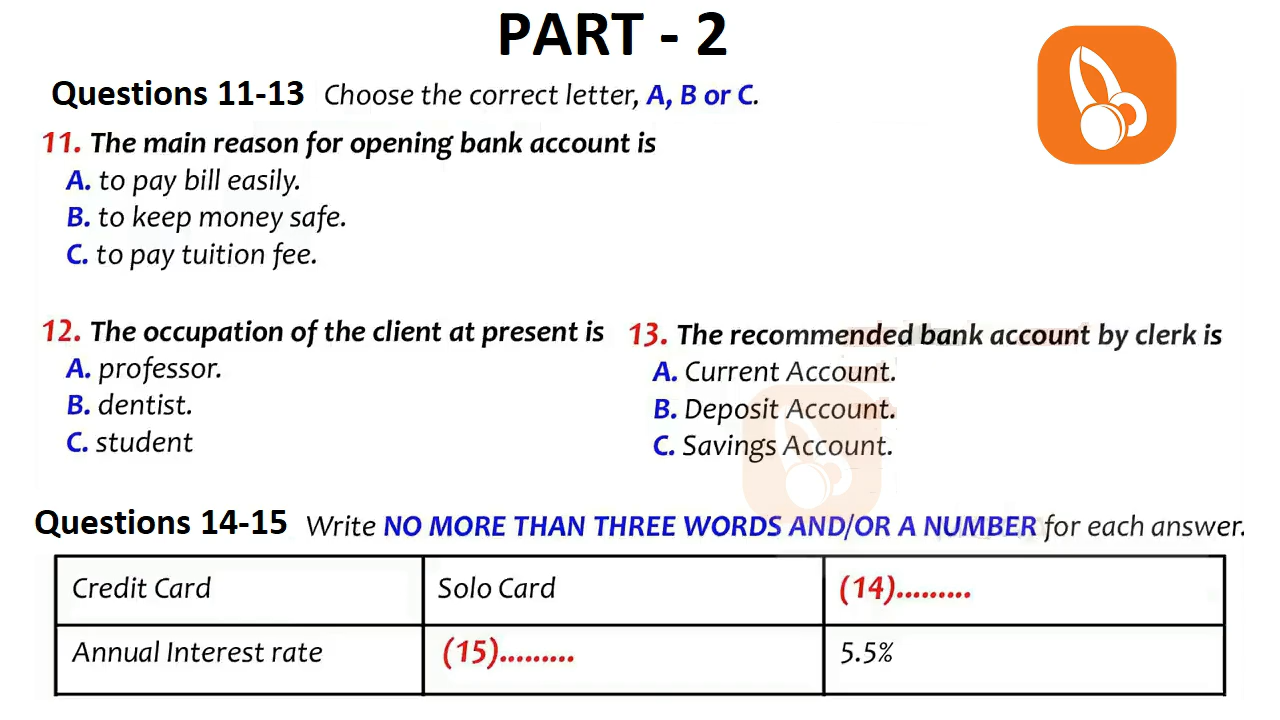 PART - 2
Questions 11-13 Choose the correct letter, A, B or C.
11. The main reason for opening bank account is
A. to pay bill easily.
B. to keep money safe.
C. to pay tuition fee.
12. The occupation of the client at present is
A. professor.
B. dentist.
C. student
13. The recommended bank account by clerk is
A. Current Account.
B. Deposit Account.
C. Savings Account.
Questions 14-15 Write NO MORE THAN THREE WORDS AND/OR A NUMBER for each answer.
Credit Card Solo Card (14).........
Annual Interest rate (15)......... 5.5%